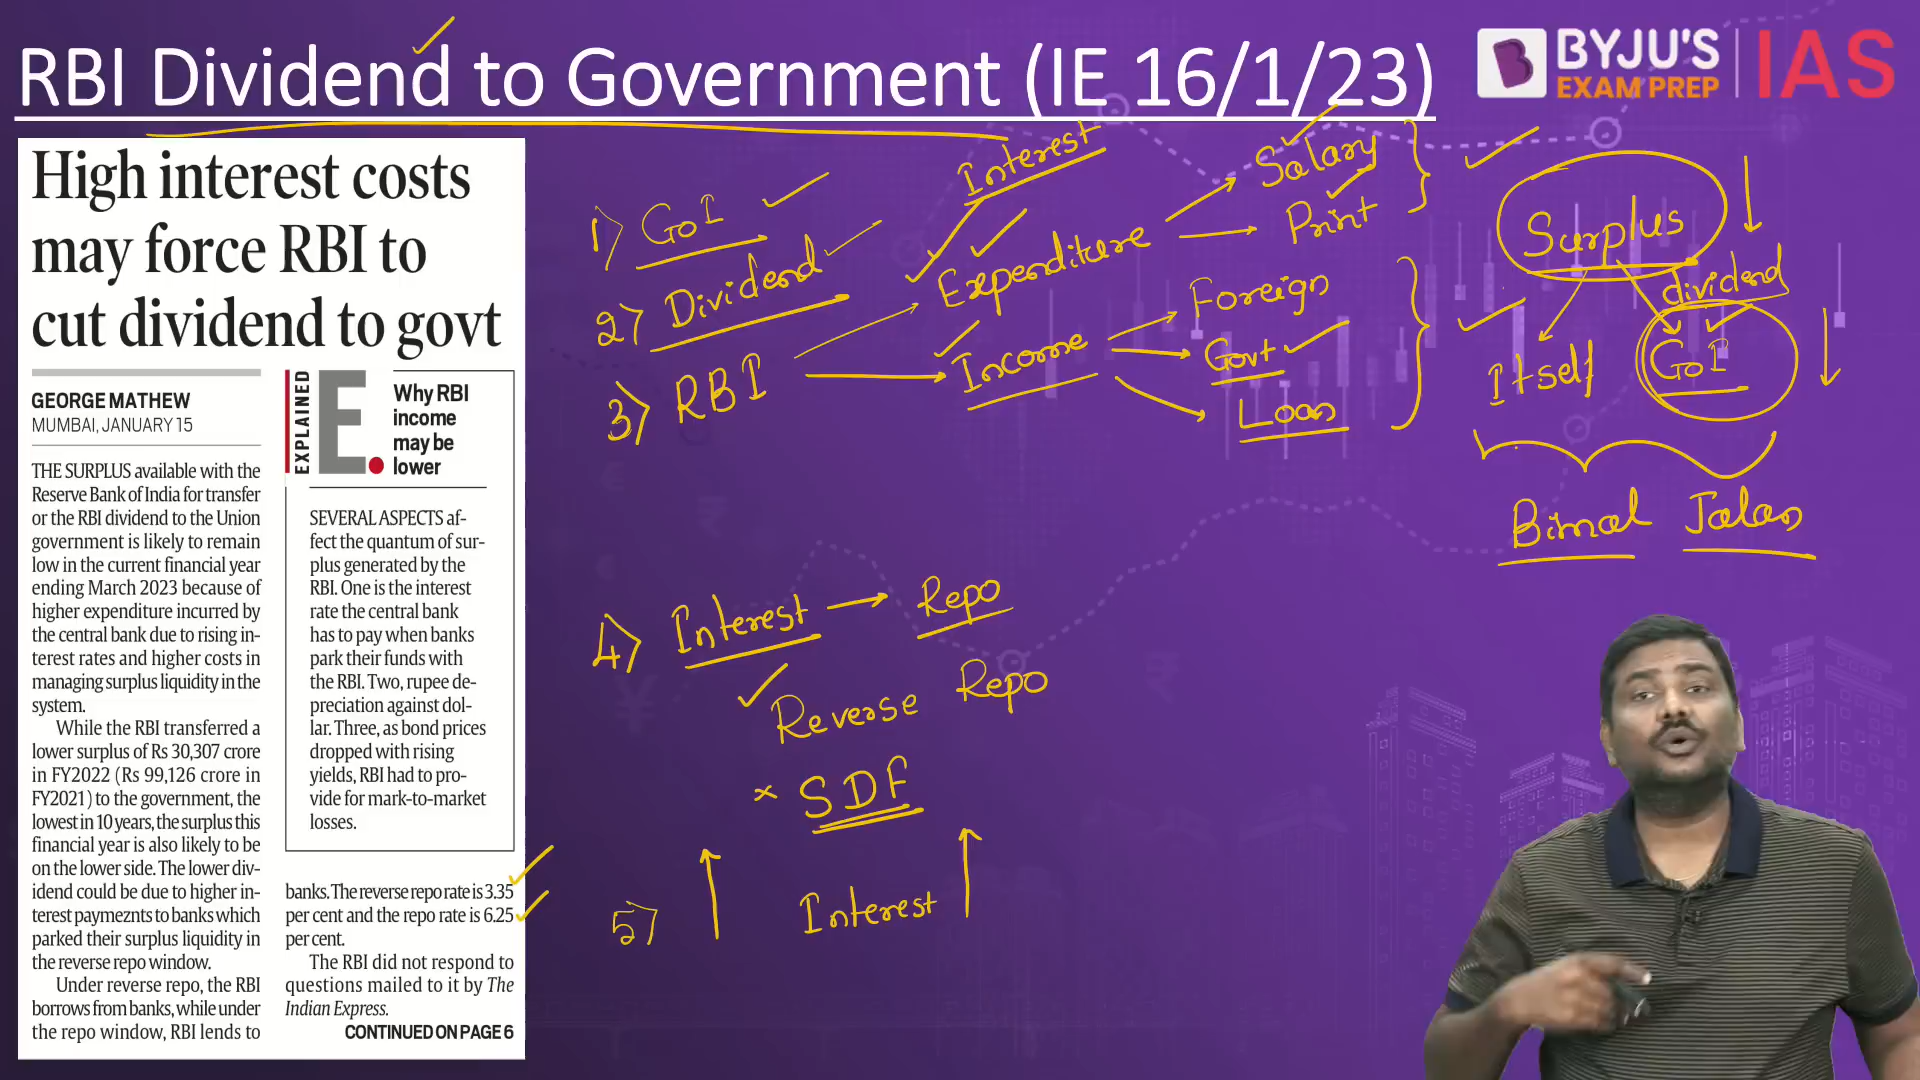 RBI Dividend to Government (IE 16/1/23)
BYJU'S
EXAM PREP
IAS
High interest costs
may force RBI to
cut dividend to govt
GEORGE MATHEW
MUMBAI, JANUARY 15
THE SURPLUS available with the
Reserve Bank of India for transfer
or the RBI dividend to the Union
government is likely to remain
low in the current financial year
ending March 2023 because of
higher expenditure incurred by
the central bank due to rising in-
terest rates and higher costs in
managing surplus liquidity in the
system.
While the RBI transferred a
lower surplus of Rs 30,307 crore
in FY2022 (Rs 99,126 crore in
FY2021) to the government, the
lowest in 10 years, the surplus this
financial year is also likely to be
on the lower side. The lower div-
idend could be due to higher in-
terest paymeznts to banks which
parked their surplus liquidity in
the reverse repo window.
Under reverse repo, the RBI
borrows from banks, while under
the repo window, RBI lends to
EXPLAINED
E.
Why RBI
income
may be
lower
SEVERAL ASPECTS af-
fect the quantum of sur-
plus generated by the
RBI. One is the interest
rate the central bank
has to pay when banks
park their funds with
the RBI. Two, rupee de-
preciation against dol-
lar. Three, as bond prices
dropped with rising
yields, RBI had to pro-
vide for mark-to-market
losses.
banks. The reverse repo rate is 3.35
per cent and the repo rate is 6.25
per cent.
The RBI did not respond to
questions mailed to it by The
Indian Express.
CONTINUED ON PAGE 6
1) GoI
2) Dividend
3) RBI
Interest
Expenditure
Salary
Print
Income
Foreign
Govt
Loan
Surplus
dividend
Itself
GoI
Bimal Jalan
4) Interest → Repo
Reverse Repo
× SDF
5) ↑ Interest ↑